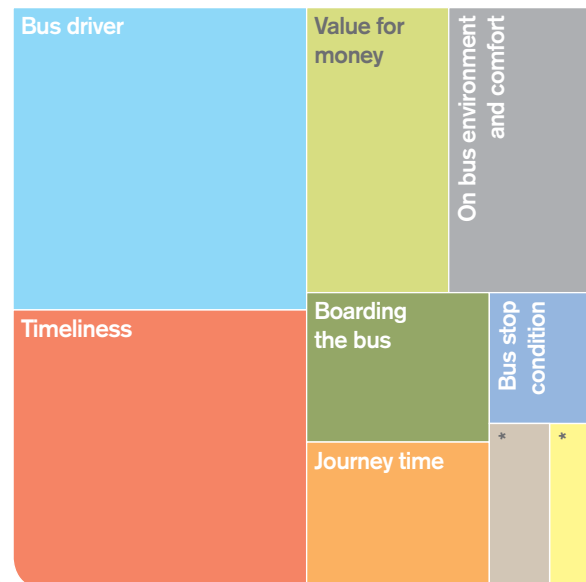 Bus driver
Value for
money
On bus environment
and comfort
Timeliness
Boarding
the bus
Bus stop
condition
Journey time
*
*